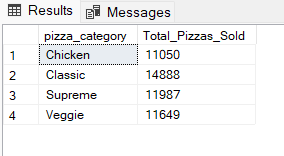 Results Messages
pizza_category Total_Pizzas_Sold
1 Chicken 11050
2 Classic 14888
3 Supreme 11987
4 Veggie 11649